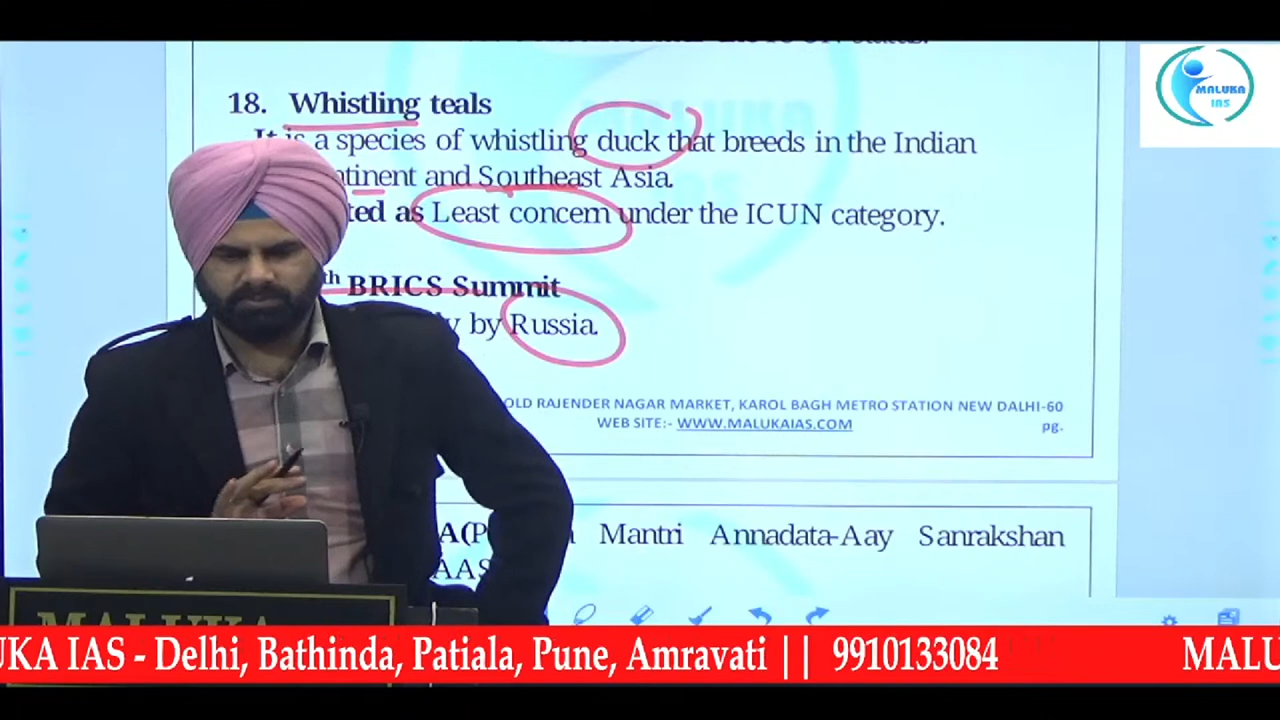 18. Whistling teals
It is a species of whistling duck that breeds in the Indian
tinent and Southeast Asia.
ted as Least concern under the ICUN category.
th BRICS Summit
y by Russia.
OLD RAJENDER NAGAR MARKET, KAROL BAGH METRO STATION NEW DALHI-60
WEB SITE:- WWW.MALUKAIAS.COM pg.
A(P Mantri Annadata-Aay Sanrakshan
AAS
MALUKA
IAS
MALUKA
UKA IAS - Delhi, Bathinda, Patiala, Pune, Amravati || 9910133084 MALU